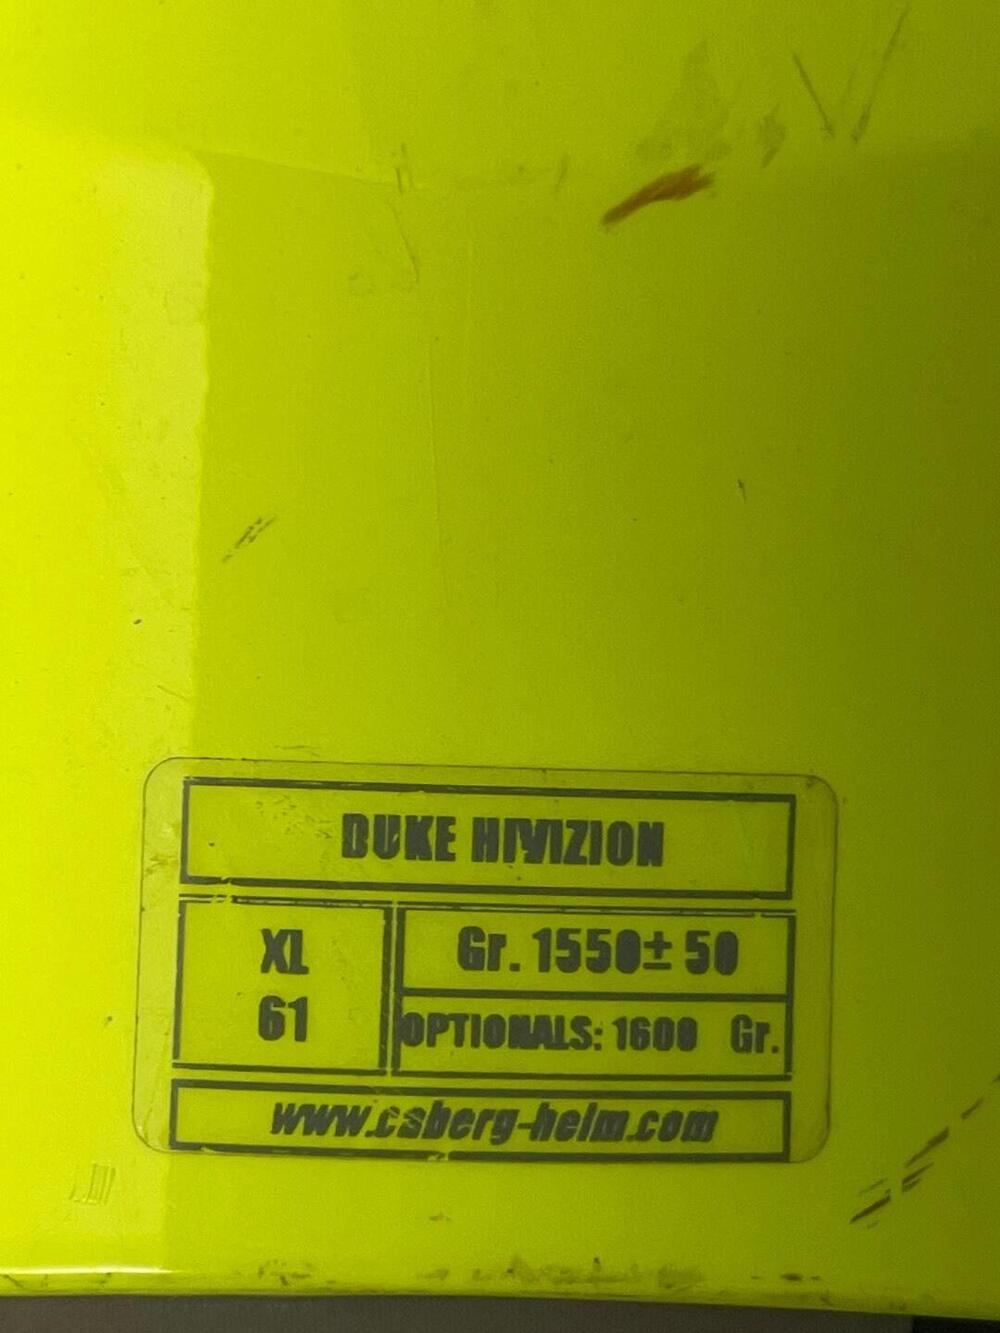 DUKE HIVIZION
XL
61
Gr. 1550± 50
OPTIONALS: 1600 Gr.
www.caberg-helm.com